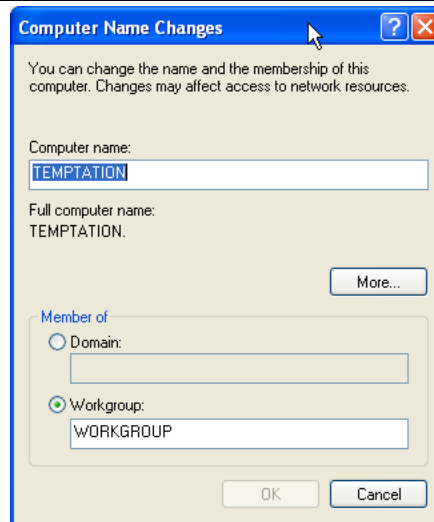 Computer Name Changes
You can change the name and the membership of this
computer. Changes may affect access to network resources.
Computer name:
TEMPTATION
Full computer name:
TEMPTATION.
More...
Member of
Domain:
Workgroup:
WORKGROUP
OK Cancel